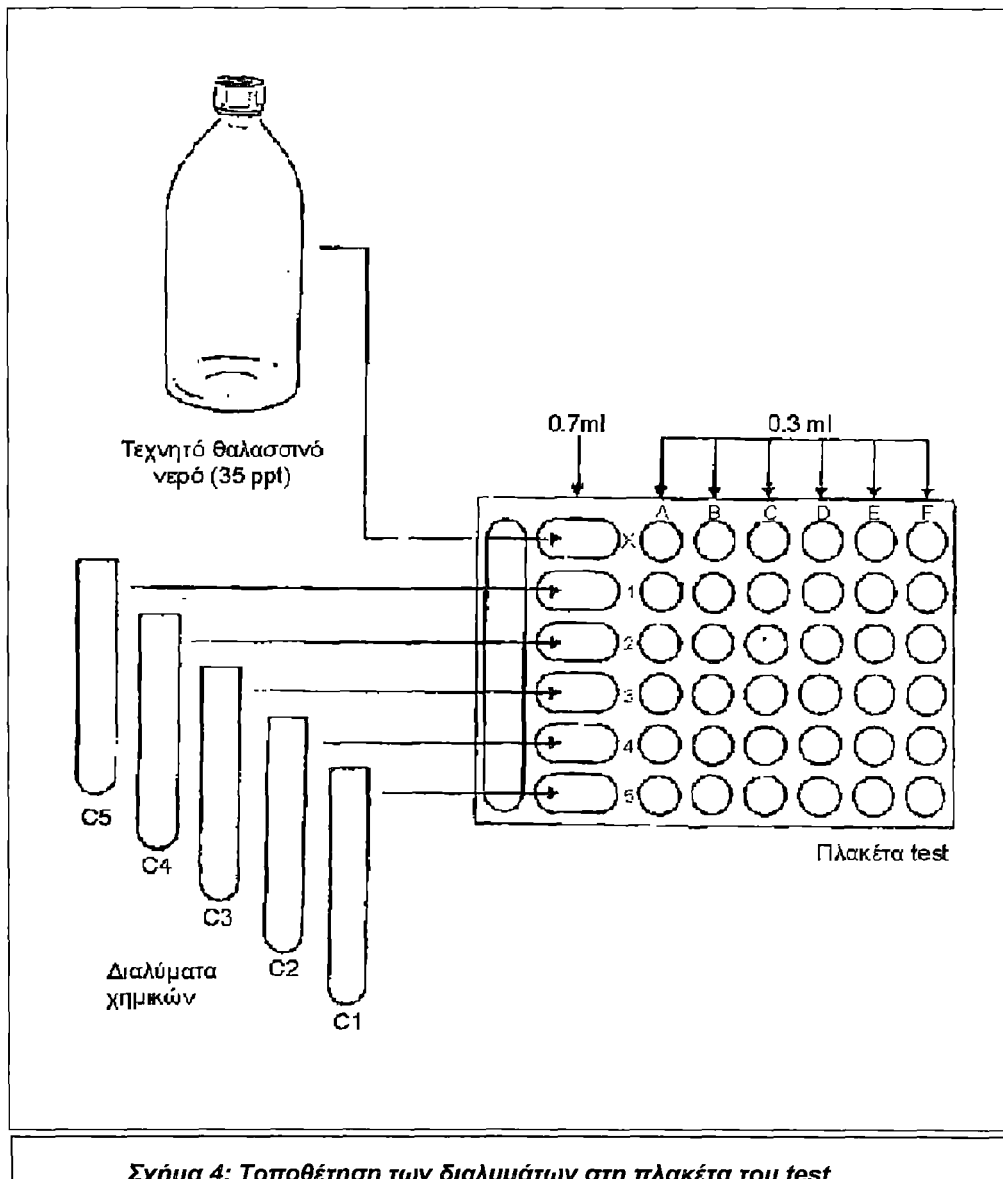 Τεχνητό θαλασσινό
νερό (35 ppt)
0.7ml
0.3 ml
A B C D E F
X
1
2
3
4
5
Πλακέτα test
C5
C4
C3
C2
C1
Διαλύματα
χημικών
Σχήμα 4: Τοποθέτηση των διαλυμάτων στη πλακέτα του test